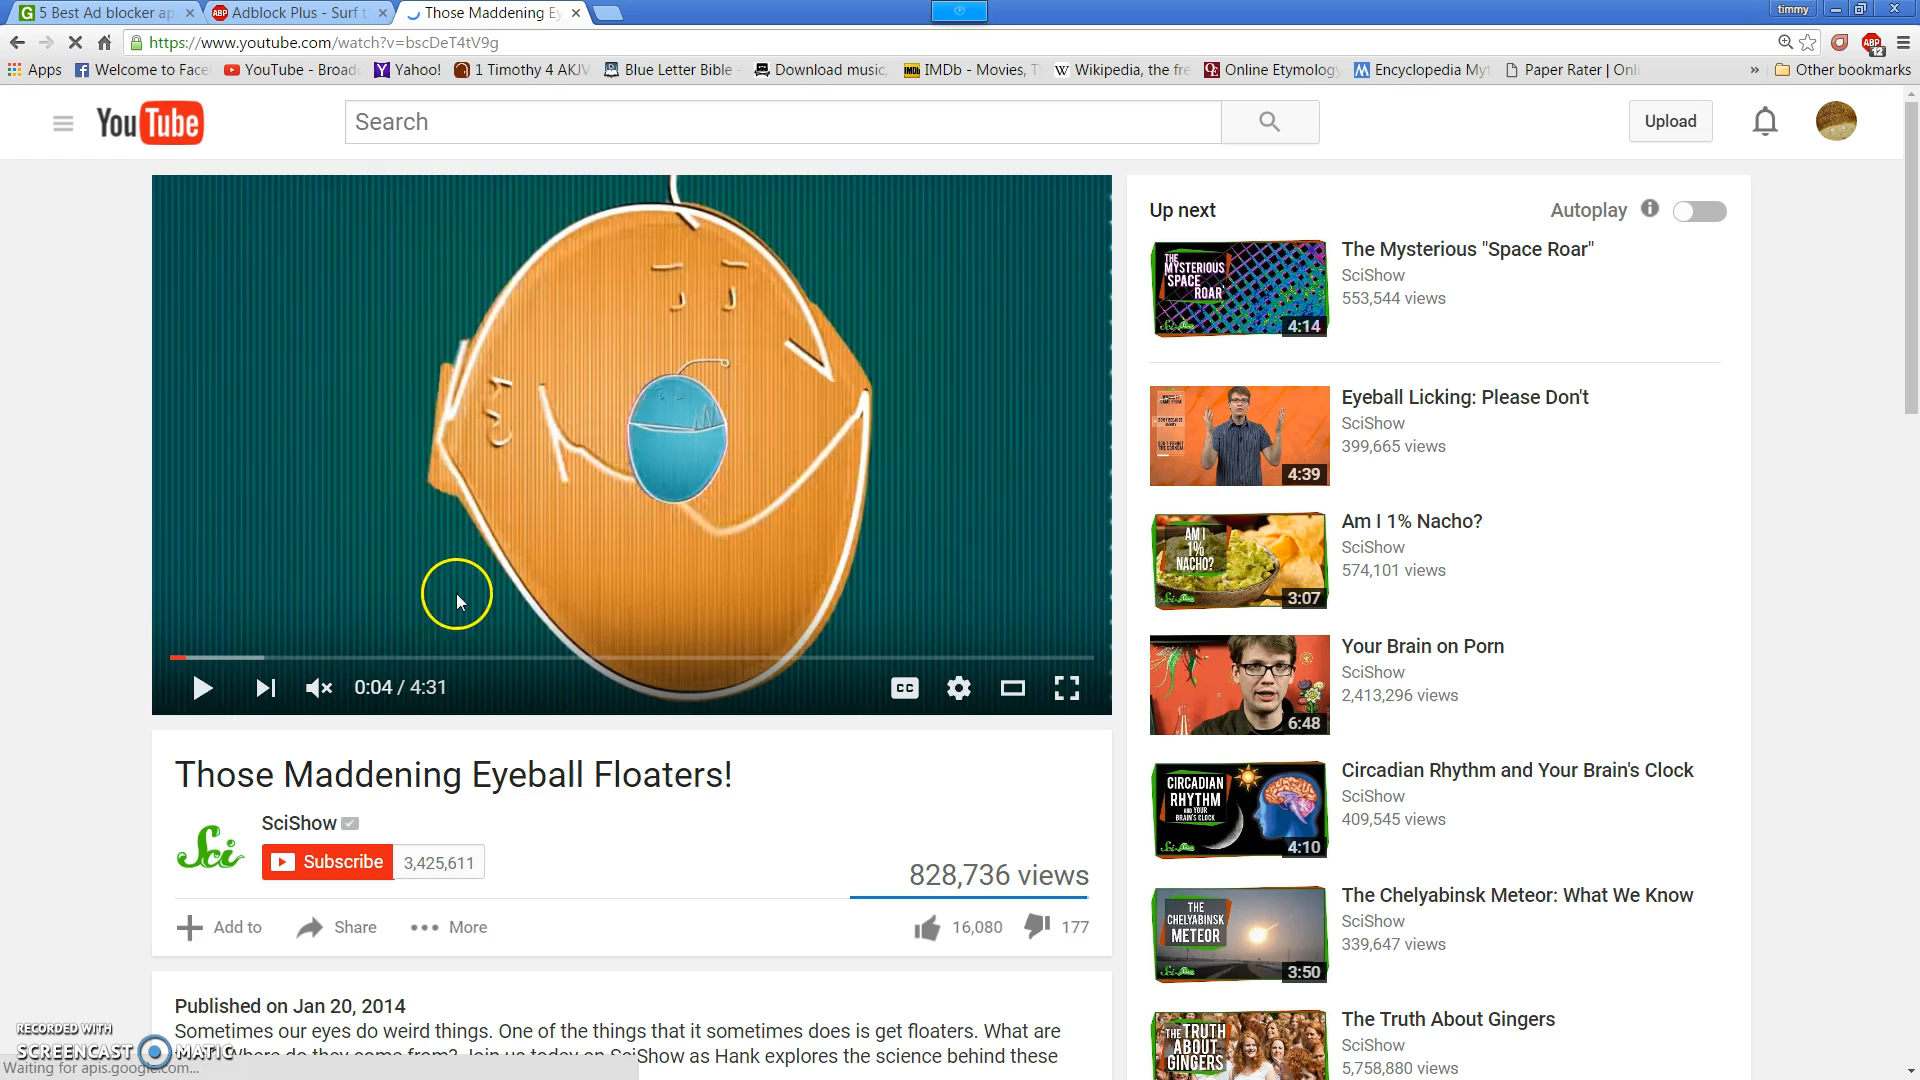 5 Best Ad blocker ap
Adblock Plus - Surf t
Those Maddening Ey
timmy
https://www.youtube.com/watch?v=bscDeT4tV9g
ABP
12
Apps
Welcome to Face
YouTube - Broad
Yahoo!
1 Timothy 4 AKJV
Blue Letter Bible
Download music,
IMDb - Movies, T
Wikipedia, the fre
Online Etymology
Encyclopedia Myt
Paper Rater | Onli
»
Other bookmarks
YouTube
Search
Upload
Up next
Autoplay
THE MYSTERIOUS 'SPACE ROAR'
4:14
The Mysterious "Space Roar"
SciShow
553,544 views
4:39
Eyeball Licking: Please Don't
SciShow
399,665 views
AM I 1% NACHO?
3:07
Am I 1% Nacho?
SciShow
574,101 views
6:48
Your Brain on Porn
SciShow
2,413,296 views
0:04 / 4:31
CC
Those Maddening Eyeball Floaters!
Sci
SciShow
Subscribe
3,425,611
828,736 views
Add to
Share
More
16,080
177
CIRCADIAN RHYTHM AND YOUR BRAIN'S CLOCK
4:10
Circadian Rhythm and Your Brain's Clock
SciShow
409,545 views
THE CHELYABINSK METEOR
3:50
The Chelyabinsk Meteor: What We Know
SciShow
339,647 views
THE TRUTH ABOUT GINGERS
The Truth About Gingers
SciShow
5,758,880 views
Published on Jan 20, 2014
Sometimes our eyes do weird things. One of the things that it sometimes does is get floaters. What are
Where do they come from? Join us today on SciShow as Hank explores the science behind these
RECORDED WITH
SCREENCAST MATIC
Waiting for apis.google.com...